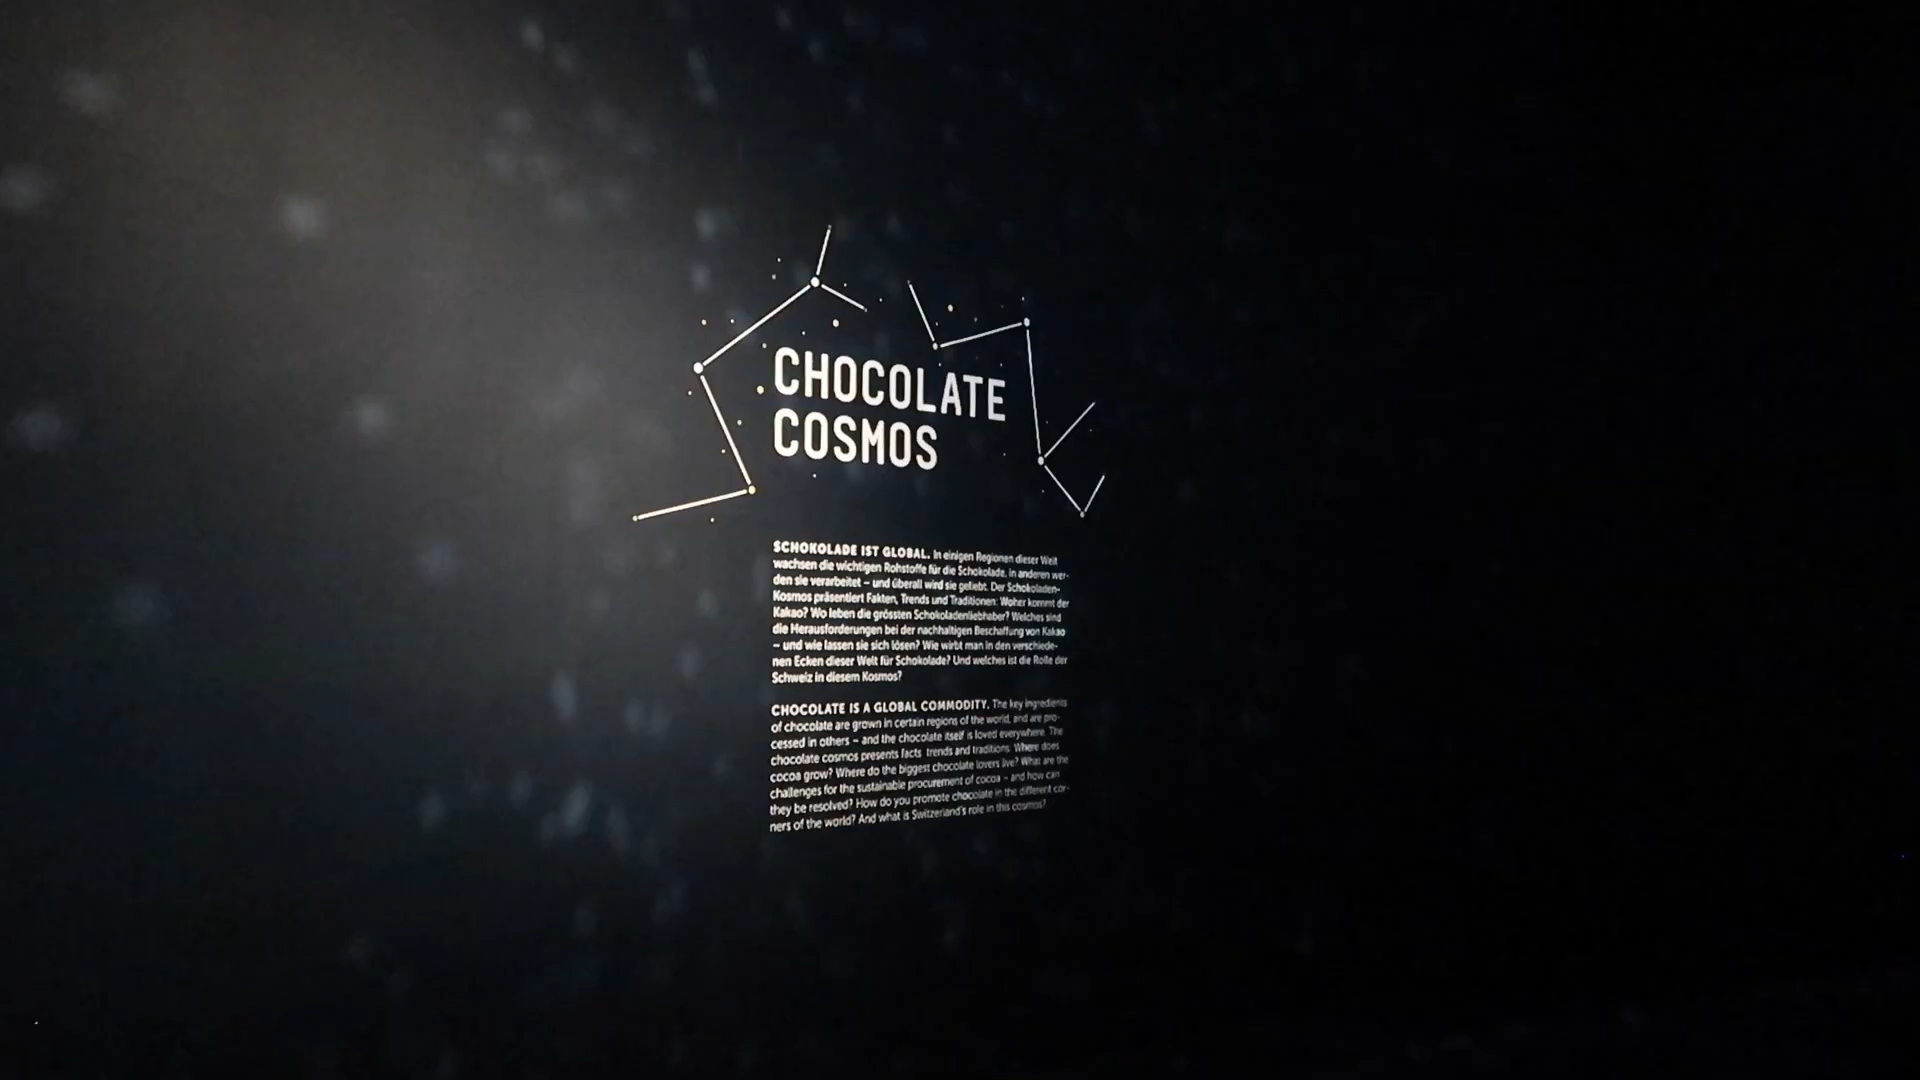 CHOCOLATE
COSMOS
SCHOKOLADE IST GLOBAL. In einigen Regionen dieser Welt
wachsen die wichtigen Rohstoffe für die Schokolade, in anderen wer-
den sie verarbeitet – und überall wird sie geliebt. Der Schokoladen-
Kosmos präsentiert Fakten, Trends und Traditionen: Woher kommt der
Kakao? Wo leben die grössten Schokoladenliebhaber? Welches sind
die Herausforderungen bei der nachhaltigen Beschaffung von Kakao
– und wie lassen sie sich lösen? Wie wirbt man in den verschiede-
nen Ecken dieser Welt für Schokolade? Und welches ist die Rolle der
Schweiz in diesem Kosmos?
CHOCOLATE IS A GLOBAL COMMODITY. The key ingredients
of chocolate are grown in certain regions of the world, and are pro-
cessed in others – and the chocolate itself is loved everywhere. The
chocolate cosmos presents facts, trends and traditions: Where does
cocoa grow? Where do the biggest chocolate lovers live? What are the
challenges for the sustainable procurement of cocoa – and how can
they be resolved? How do you promote chocolate in the different cor-
ners of the world? And what is Switzerland's role in this cosmos?